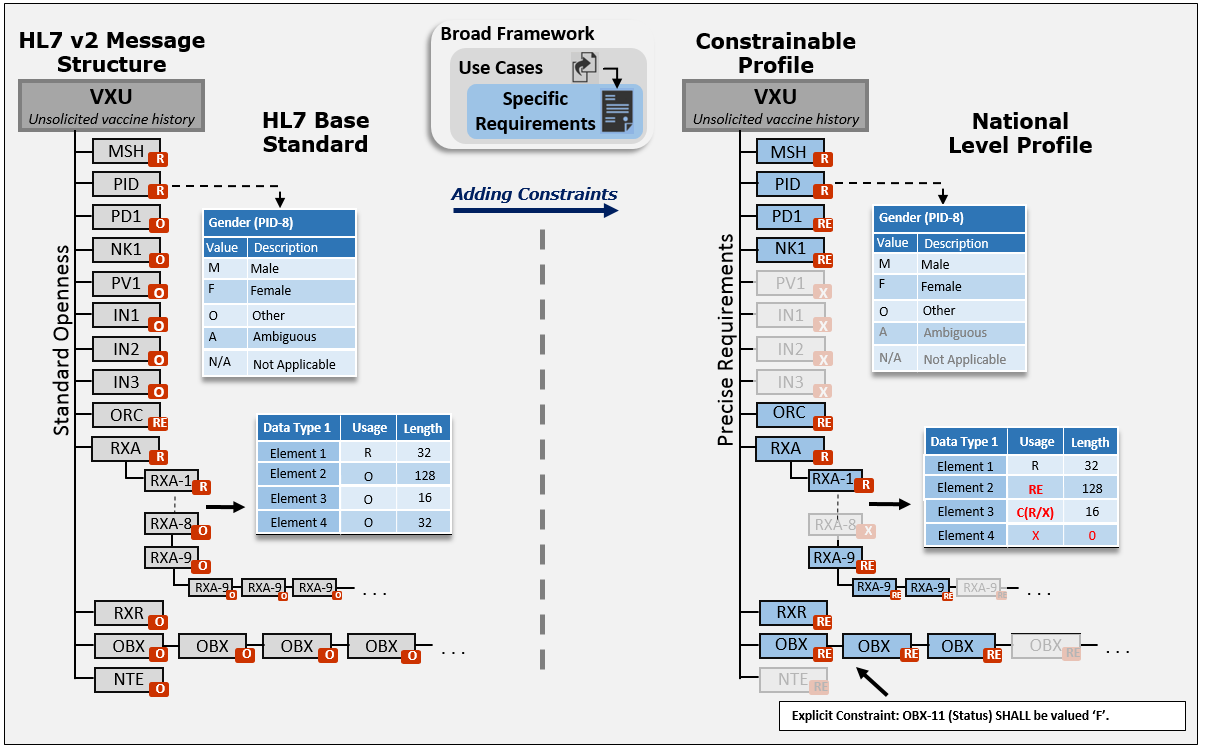 HL7 v2 Message
Structure
VXU
Unsolicited vaccine history
HL7 Base
Standard
Standard Openness
MSH R
PID R
PD1 O
NK1 O
PV1 O
IN1 O
IN2 O
IN3 O
ORC RE
RXA R
RXA-1 R
RXA-8 O
RXA-9 O
RXA-9 O RXA-9 O RXA-9 O . . .
RXR O
OBX O OBX O OBX O OBX O . . .
NTE O
Gender (PID-8)
Value Description
M Male
F Female
O Other
A Ambiguous
N/A Not Applicable
Data Type 1 Usage Length
Element 1 R 32
Element 2 O 128
Element 3 O 16
Element 4 O 32
Broad Framework
Use Cases
Specific
Requirements
Adding Constraints
Constrainable
Profile
VXU
Unsolicited vaccine history
National
Level Profile
Precise Requirements
MSH R
PID R
PD1 RE
NK1 RE
PV1 X
IN1 X
IN2 X
IN3 X
ORC RE
RXA R
RXA-1 R
RXA-8 X
RXA-9 RE
RXA-9 RE RXA-9 RE RXA-9 . . .
RXR RE
OBX RE OBX RE OBX RE OBX RE . . .
NTE RE
Gender (PID-8)
Value Description
M Male
F Female
O Other
A Ambiguous
N/A Not Applicable
Data Type 1 Usage Length
Element 1 R 32
Element 2 RE 128
Element 3 C(R/X) 16
Element 4 X 0
Explicit Constraint: OBX-11 (Status) SHALL be valued ‘F’.